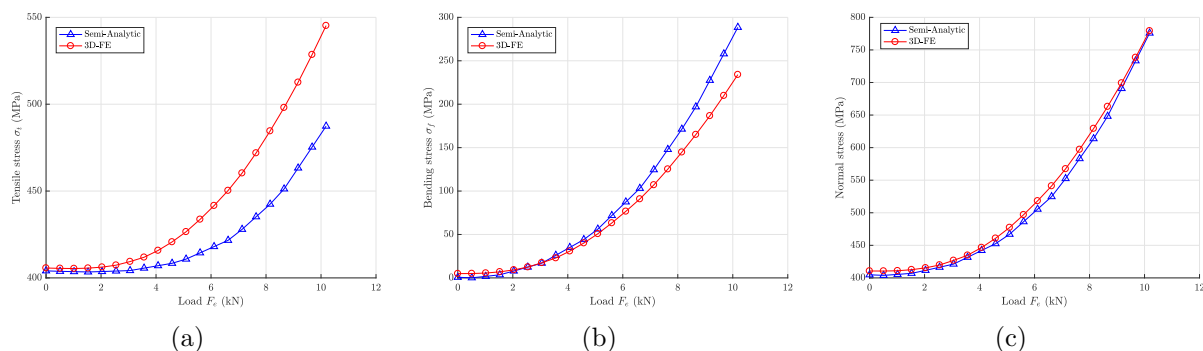 550
500
450
400
0
2
4
6
8
10
12
Tensile stress σt (MPa)
Load Fe (kN)
Semi-Analytic
3D-FE
(a)
300
250
200
150
100
50
0
0
2
4
6
8
10
12
Bending stress σf (MPa)
Load Fe (kN)
Semi-Analytic
3D-FE
(b)
800
750
700
650
600
550
500
450
400
0
2
4
6
8
10
12
Normal stress (MPa)
Load Fe (kN)
Semi-Analytic
3D-FE
(c)